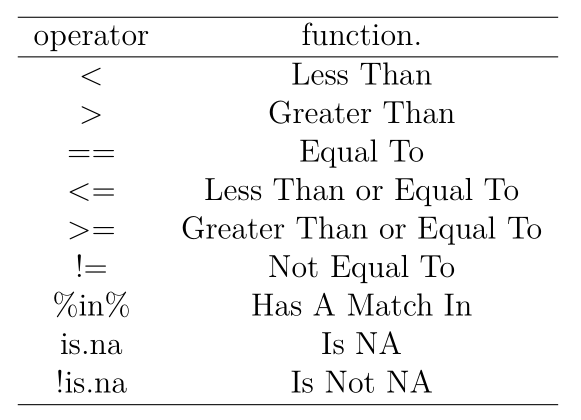 operator function.
< Less Than
> Greater Than
== Equal To
<= Less Than or Equal To
>= Greater Than or Equal To
!= Not Equal To
%in% Has A Match In
is.na Is NA
!is.na Is Not NA